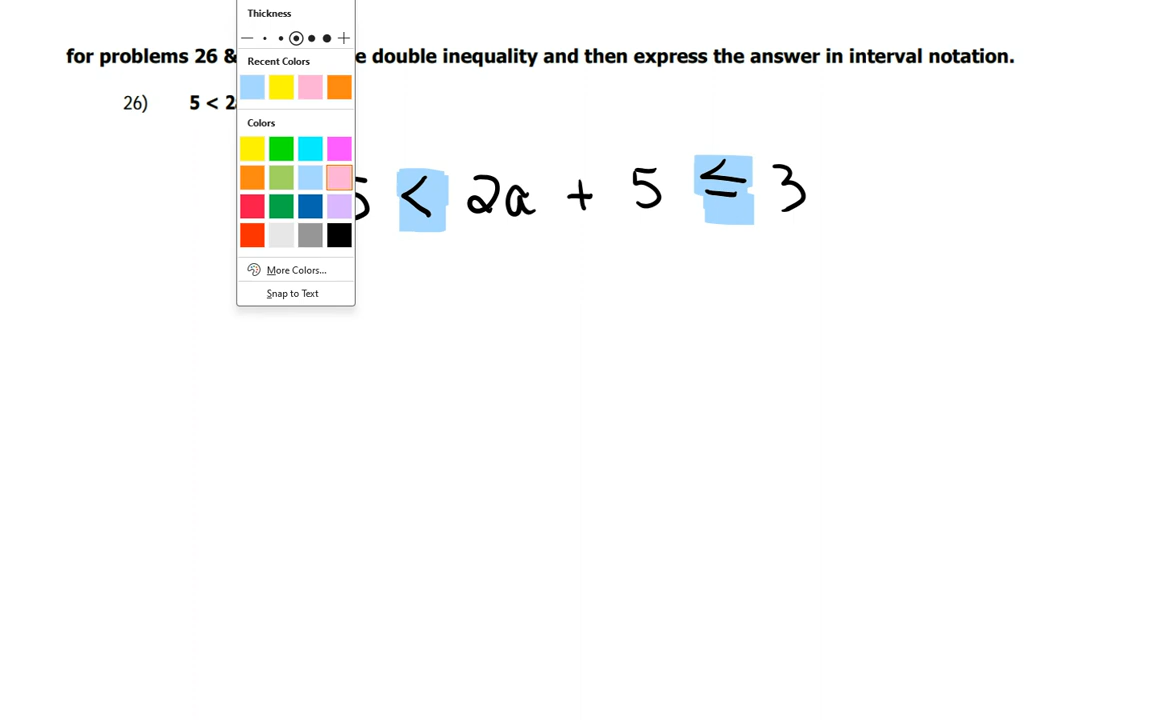 Thickness
Recent Colors
for problems 26 & e double inequality and then express the answer in interval notation.
26) 5 < 2
Colors
5 < 2a + 5 ≤ 3
More Colors...
Snap to Text